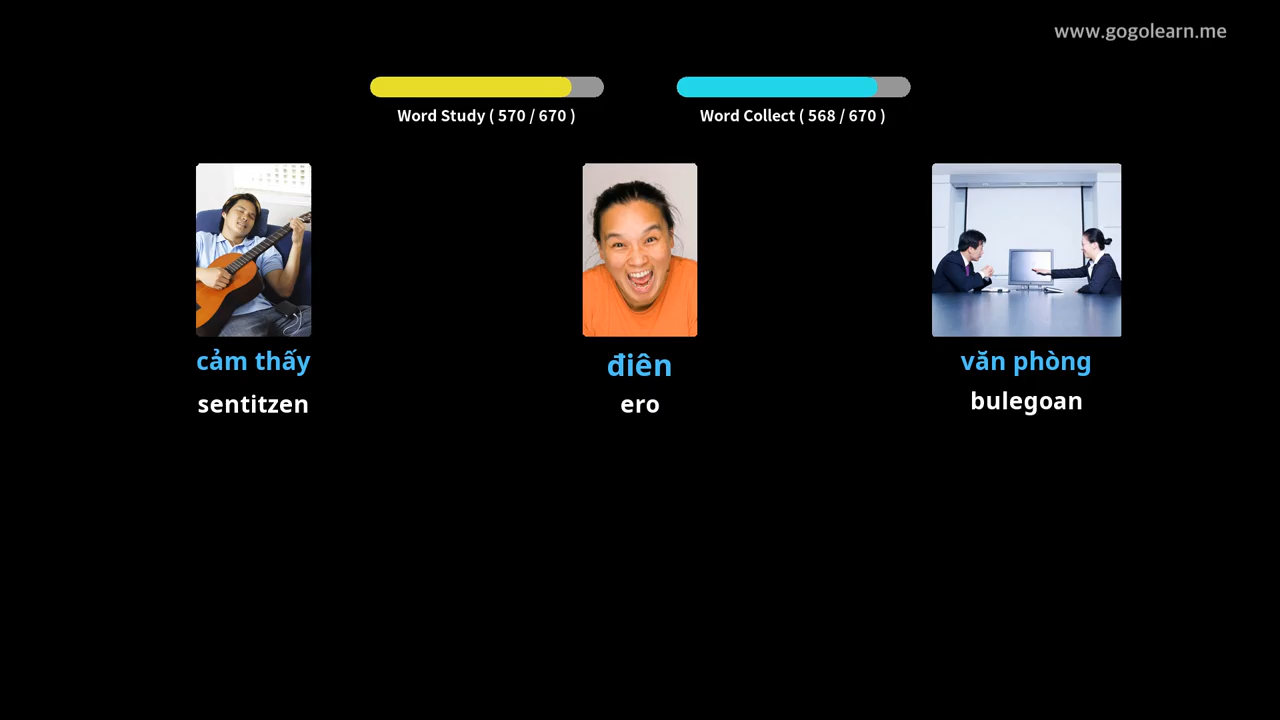 www.gogolearn.me
Word Study ( 570 / 670 )
Word Collect ( 568 / 670 )
cảm thấy
điên
văn phòng
sentitzen
ero
bulegoan